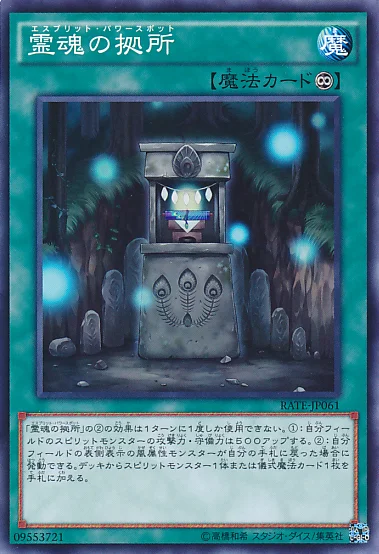 エスプリット・パワースポット
霊魂の拠所
魔
【魔法カード】
RATE-JP061
「霊魂の拠所」の②の効果は1ターンに1度しか使用できない。①：自分フィ
ールドのスピリットモンスターの攻撃力・守備力は500アップする。②：自分
フィールドの表側表示の風属性モンスターが自分の手札に戻った場合に
発動できる。デッキからスピリットモンスター1体または儀式魔法カード1枚を
手札に加える。
09553721
©高橋和希 スタジオ・ダイス/集英社